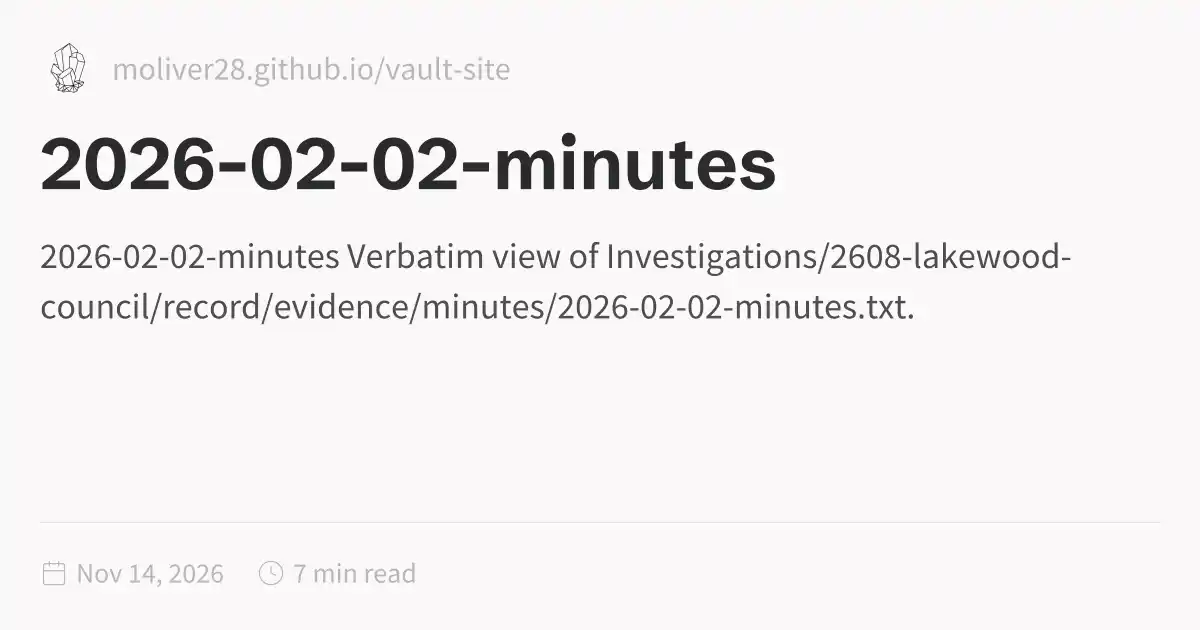 moliver28.github.io/vault-site
2026-02-02-minutes
2026-02-02-minutes Verbatim view of Investigations/2608-lakewood-
council/record/evidence/minutes/2026-02-02-minutes.txt.
Nov 14, 2026 7 min read